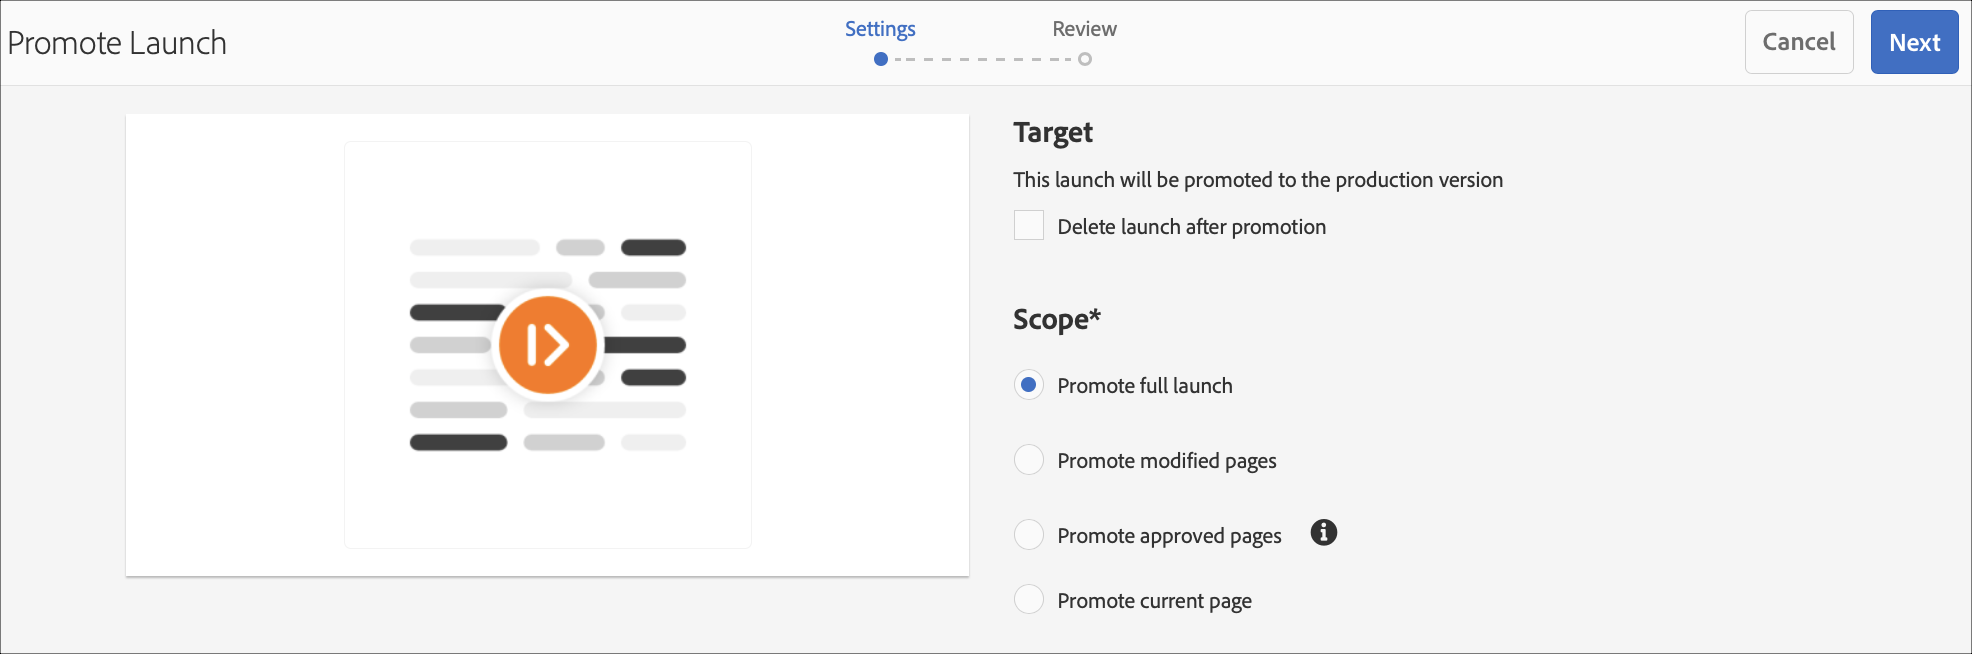 Promote Launch
Settings
Review
Cancel
Next
Target
This launch will be promoted to the production version
Delete launch after promotion
Scope*
Promote full launch
Promote modified pages
Promote approved pages
Promote current page